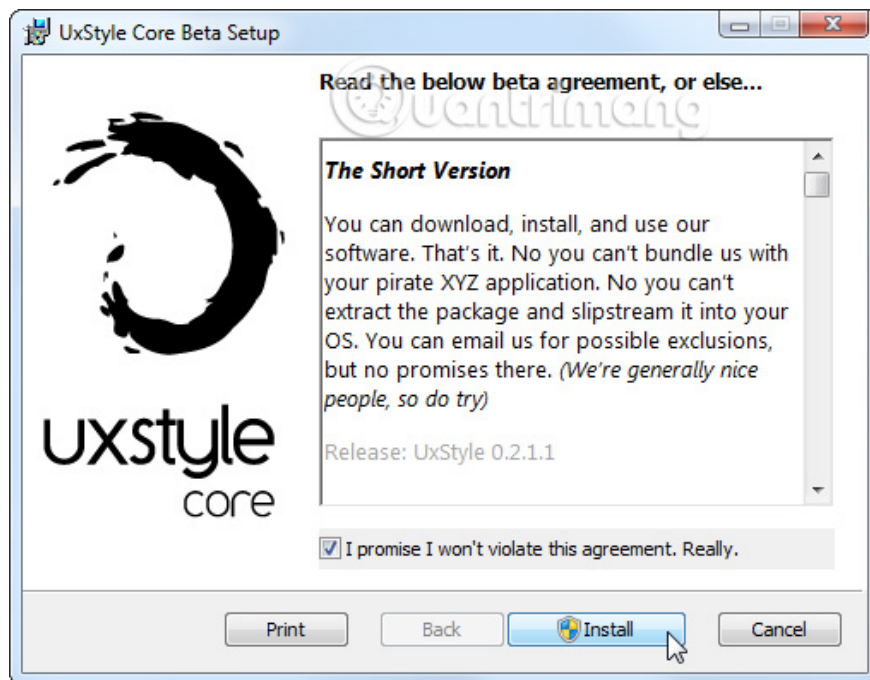 UxStyle Core Beta Setup
Read the below beta agreement, or else...
Quantrimang
The Short Version
You can download, install, and use our
software. That's it. No you can't bundle us with
your pirate XYZ application. No you can't
extract the package and slipstream it into your
OS. You can email us for possible exclusions,
but no promises there. (We're generally nice
people, so do try)
Release: UxStyle 0.2.1.1
uxstyle
core
I promise I won't violate this agreement. Really.
Print
Back
Install
Cancel